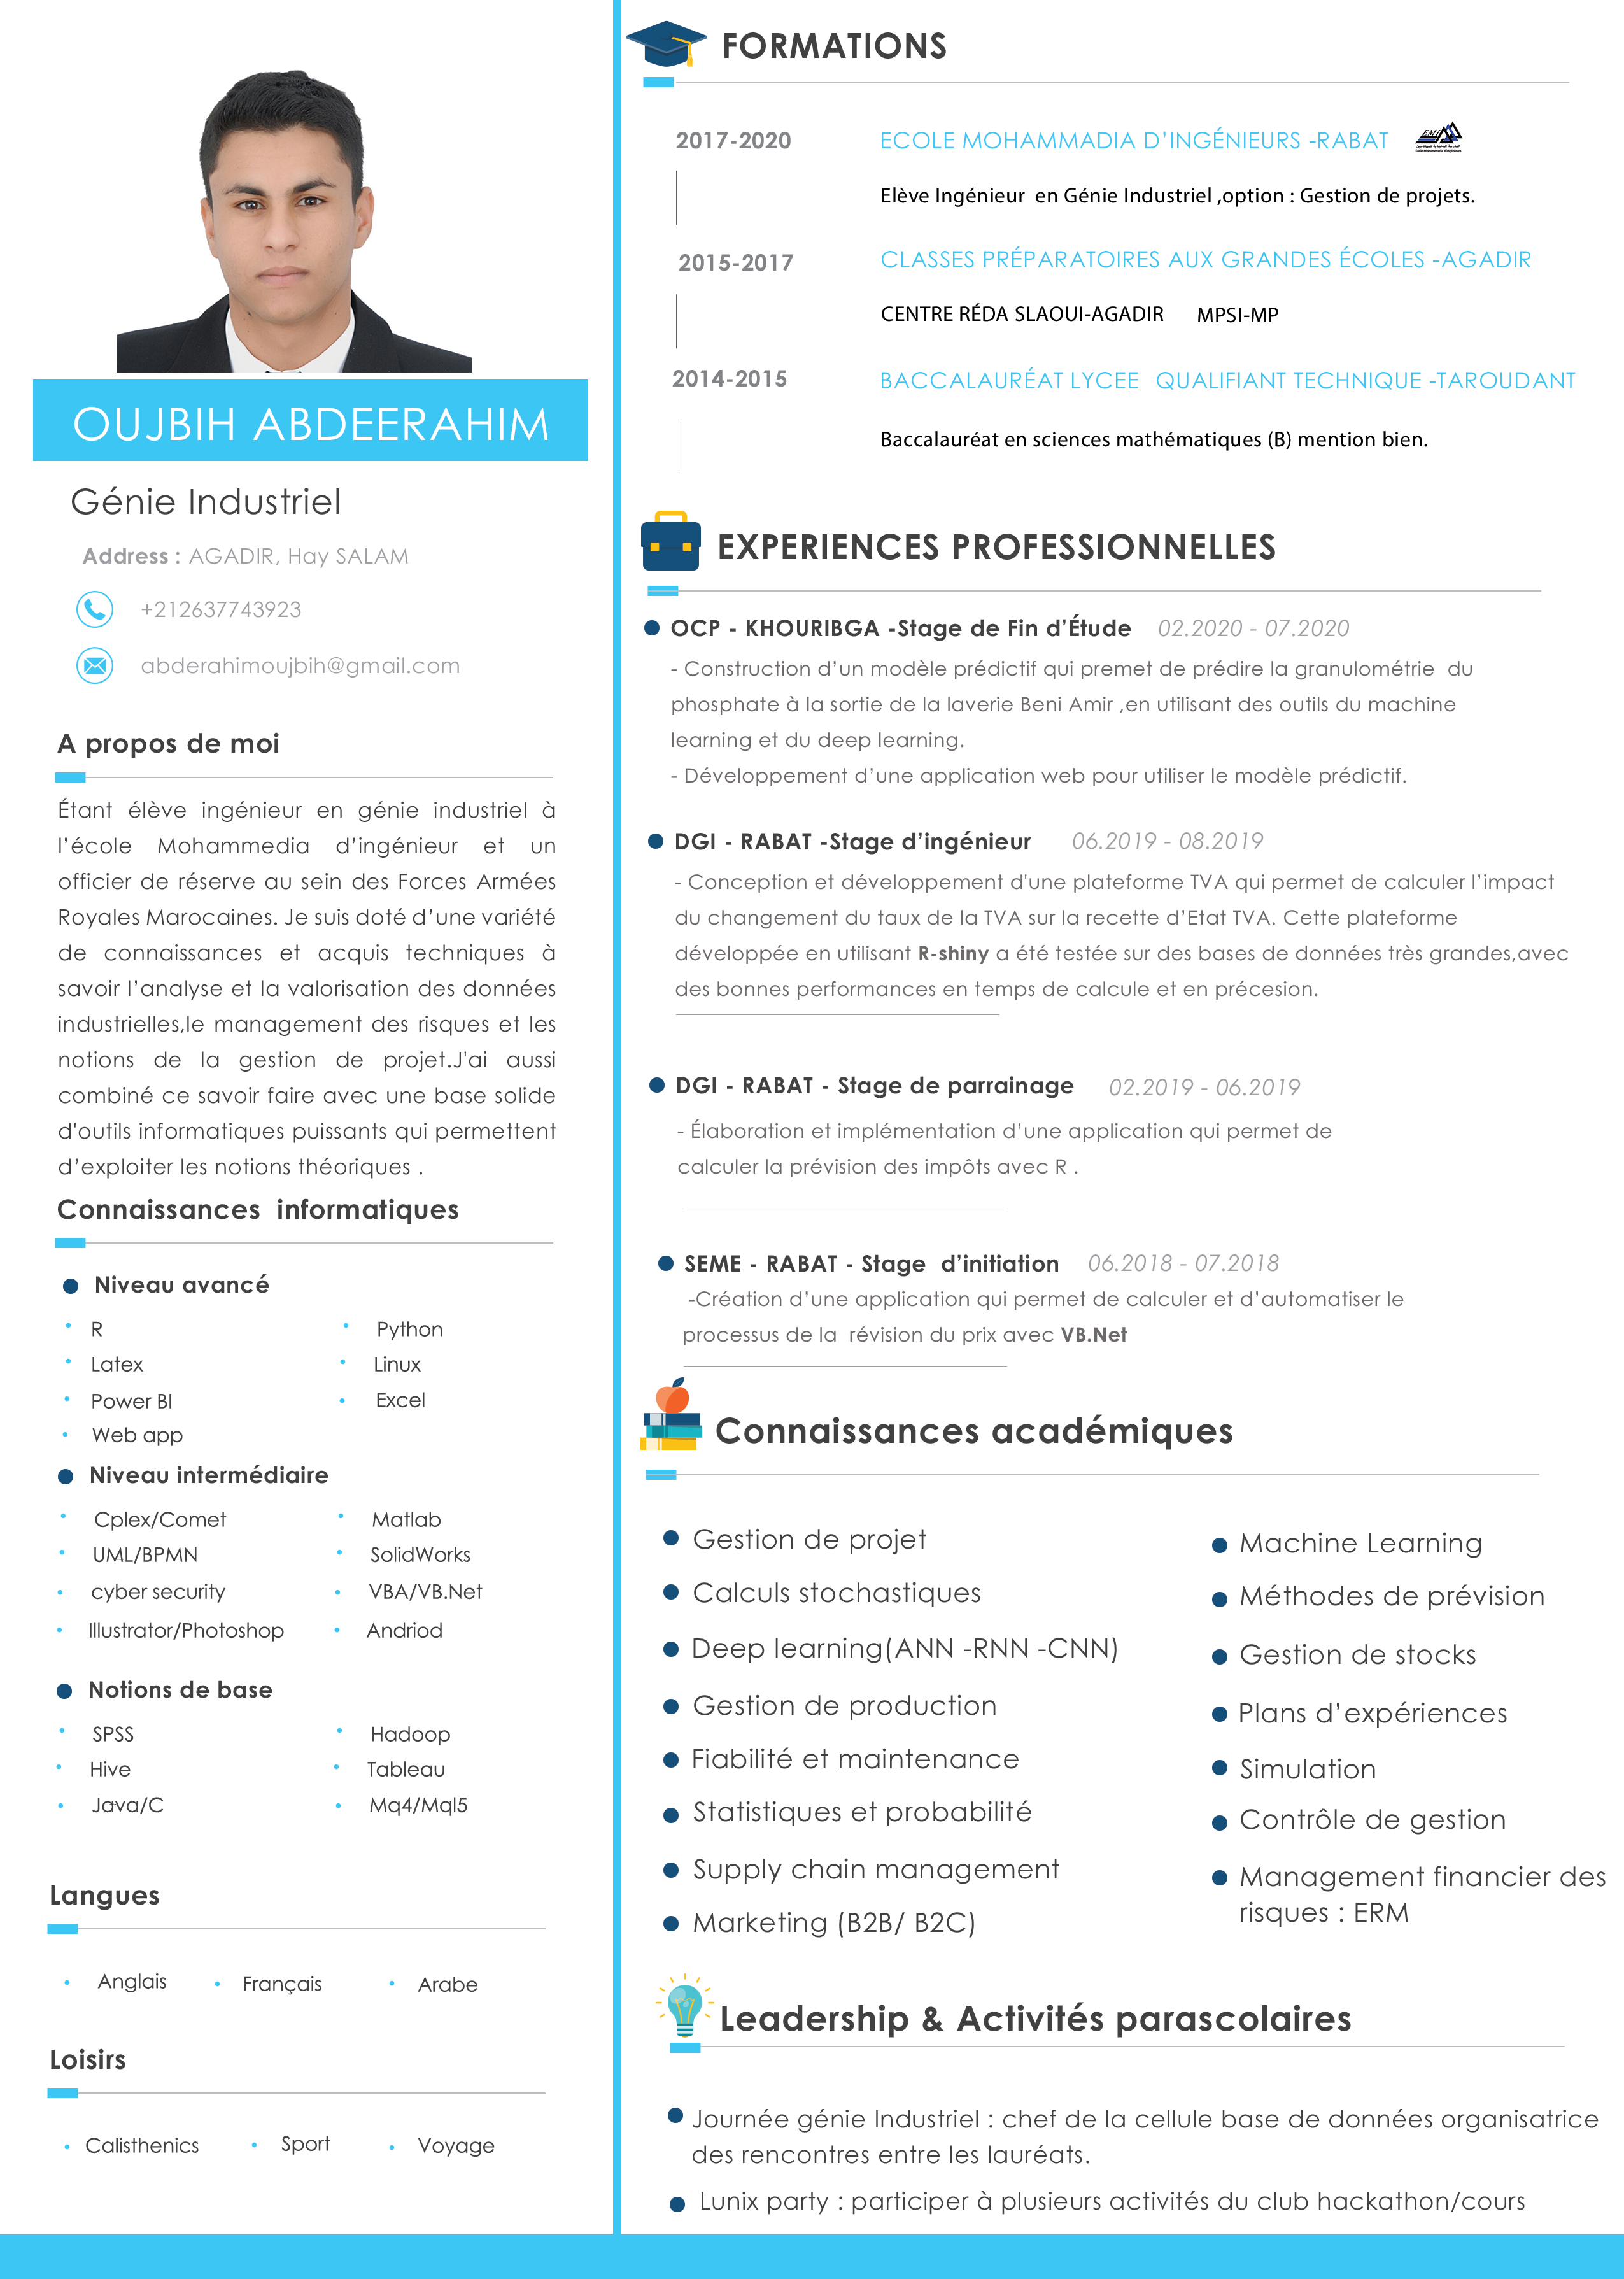 OUJBIH ABDEERAHIM
Génie Industriel
Address : AGADIR, Hay SALAM
+212637743923
abderahimoujbih@gmail.com
A propos de moi
Étant élève ingénieur en génie industriel à
l’école Mohammedia d’ingénieur et un
officier de réserve au sein des Forces Armées
Royales Marocaines. Je suis doté d’une variété
de connaissances et acquis techniques à
savoir l’analyse et la valorisation des données
industrielles,le management des risques et les
notions de la gestion de projet.J'ai aussi
combiné ce savoir faire avec une base solide
d'outils informatiques puissants qui permettent
d’exploiter les notions théoriques .
Connaissances informatiques
Niveau avancé
R Python
Latex Linux
Power BI Excel
Web app
Niveau intermédiaire
Cplex/Comet Matlab
UML/BPMN SolidWorks
cyber security VBA/VB.Net
Illustrator/Photoshop Andriod
Notions de base
SPSS Hadoop
Hive Tableau
Java/C Mq4/Mql5
Langues
Anglais Français Arabe
Loisirs
Calisthenics Sport Voyage
FORMATIONS
2017-2020 ECOLE MOHAMMADIA D’INGÉNIEURS -RABAT EMI
Elève Ingénieur en Génie Industriel ,option : Gestion de projets.
2015-2017 CLASSES PRÉPARATOIRES AUX GRANDES ÉCOLES -AGADIR
CENTRE RÉDA SLAOUI-AGADIR MPSI-MP
2014-2015 BACCALAURÉAT LYCEE QUALIFIANT TECHNIQUE -TAROUDANT
Baccalauréat en sciences mathématiques (B) mention bien.
EXPERIENCES PROFESSIONNELLES
OCP - KHOURIBGA -Stage de Fin d’Étude 02.2020 - 07.2020
- Construction d’un modèle prédictif qui premet de prédire la granulométrie du
phosphate à la sortie de la laverie Beni Amir ,en utilisant des outils du machine
learning et du deep learning.
- Développement d’une application web pour utiliser le modèle prédictif.
DGI - RABAT -Stage d’ingénieur 06.2019 - 08.2019
- Conception et développement d'une plateforme TVA qui permet de calculer l’impact
du changement du taux de la TVA sur la recette d’Etat TVA. Cette plateforme
développée en utilisant R-shiny a été testée sur des bases de données très grandes,avec
des bonnes performances en temps de calcule et en précesion.
DGI - RABAT - Stage de parrainage 02.2019 - 06.2019
- Élaboration et implémentation d’une application qui permet de
calculer la prévision des impôts avec R .
SEME - RABAT - Stage d’initiation 06.2018 - 07.2018
-Création d’une application qui permet de calculer et d’automatiser le
processus de la révision du prix avec VB.Net
Connaissances académiques
Gestion de projet
Calculs stochastiques
Deep learning(ANN -RNN -CNN)
Gestion de production
Fiabilité et maintenance
Statistiques et probabilité
Supply chain management
Marketing (B2B/ B2C)
Machine Learning
Méthodes de prévision
Gestion de stocks
Plans d’expériences
Simulation
Contrôle de gestion
Management financier des
risques : ERM
Leadership & Activités parascolaires
Journée génie Industriel : chef de la cellule base de données organisatrice
des rencontres entre les lauréats.
Lunix party : participer à plusieurs activités du club hackathon/cours